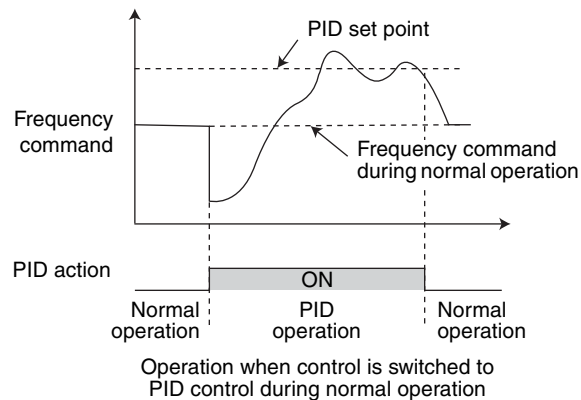 PID set point
Frequency
command
Frequency command
during normal operation
PID action
ON
Normal
operation
PID
operation
Normal
operation
Operation when control is switched to
PID control during normal operation